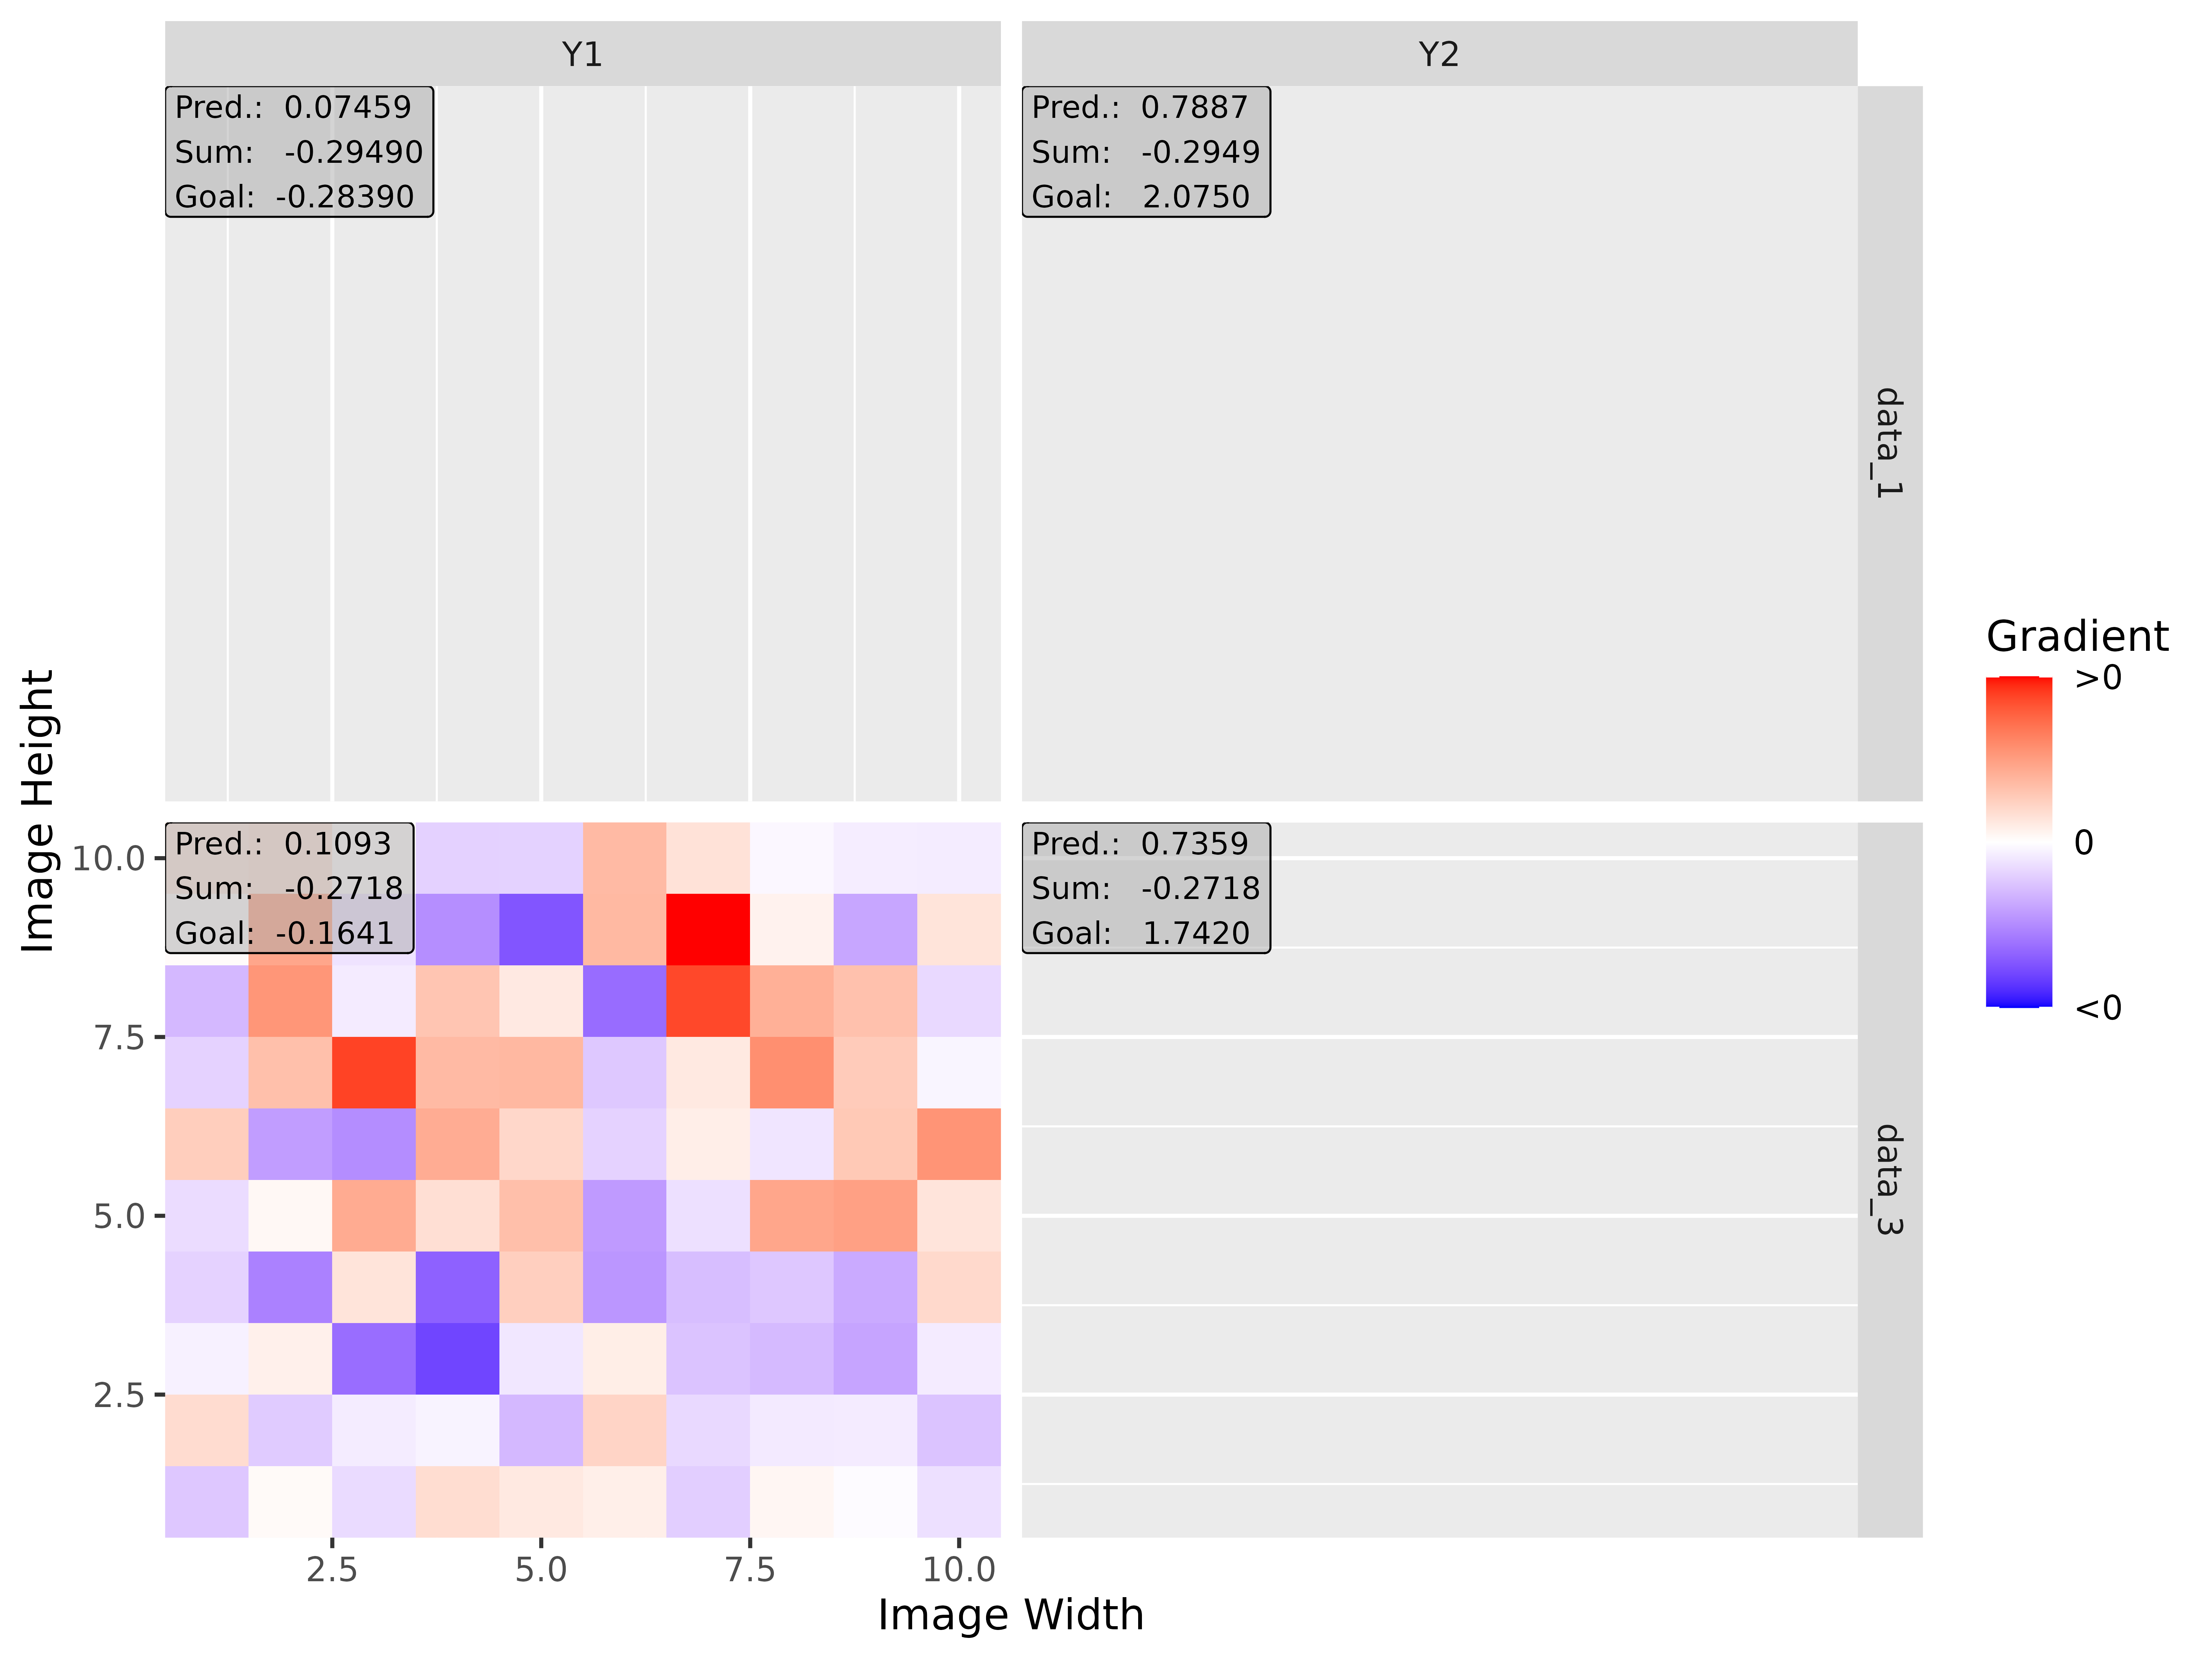 Y1
Y2
Pred.: 0.07459
Sum: -0.29490
Goal: -0.28390
Pred.: 0.7887
Sum: -0.2949
Goal: 2.0750
data_1
Pred.: 0.1093
Sum: -0.2718
Goal: -0.1641
Pred.: 0.7359
Sum: -0.2718
Goal: 1.7420
data_3
Image Height
10.0
7.5
5.0
2.5
2.5
5.0
7.5
10.0
Image Width
Gradient
>0
0
<0